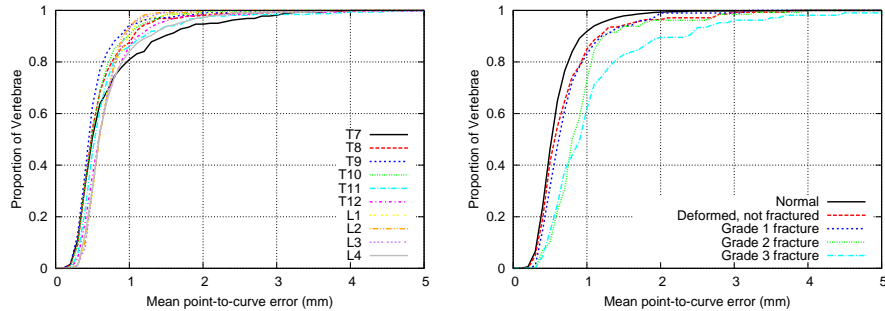 1
0.8
0.6
0.4
0.2
0
0 1 2 3 4 5
Proportion of Vertebrae
Mean point-to-curve error (mm)
T7
T8
T9
T10
T11
T12
L1
L2
L3
L4
1
0.8
0.6
0.4
0.2
0
0 1 2 3 4 5
Proportion of Vertebrae
Mean point-to-curve error (mm)
Normal
Deformed, not fractured
Grade 1 fracture
Grade 2 fracture
Grade 3 fracture